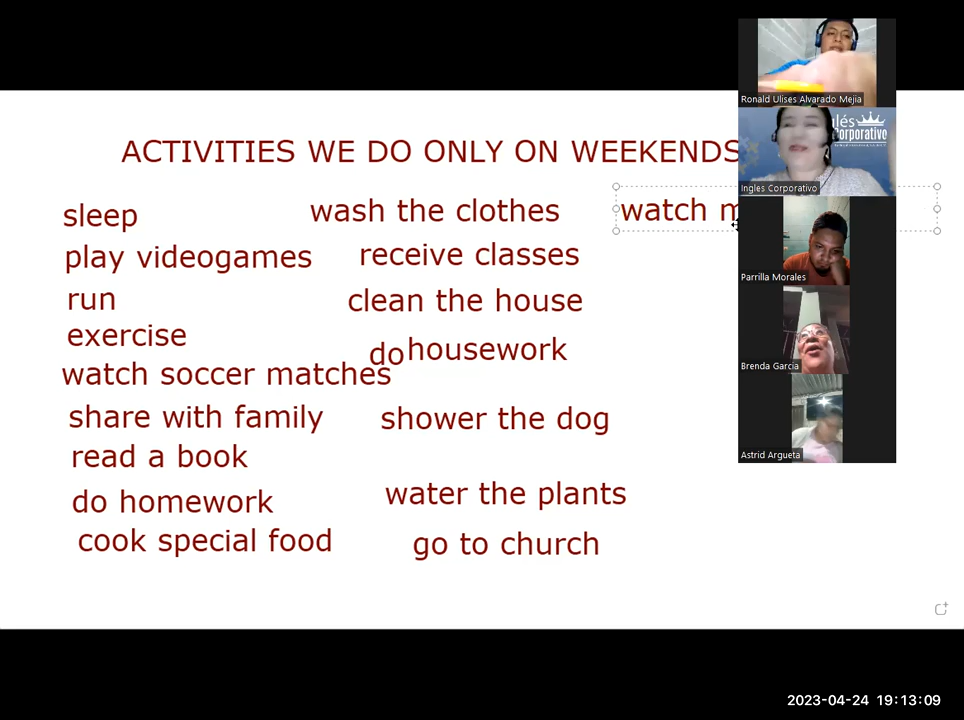 ACTIVITIES WE DO ONLY ON WEEKENDS
sleep
play videogames
run
exercise
watch soccer matches
share with family
read a book
do homework
cook special food
wash the clothes
receive classes
clean the house
do housework
shower the dog
water the plants
go to church
watch
Ronald Ulises Alvarado Mejia
Ingles Corporativo
Parrilla Morales
Brenda Garcia
Astrid Argueta
2023-04-24 19:13:09